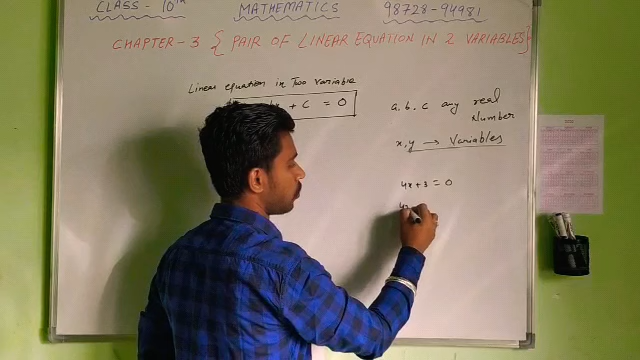 CLASS - 10th MATHEMATICS 98728-94981
CHAPTER-3 { PAIR OF LINEAR EQUATION IN 2 VARIABLES}
Linear equation in Two Variable
+ C = 0
a, b, c any real
Number
x, y → Variables
4x + 3 = 0